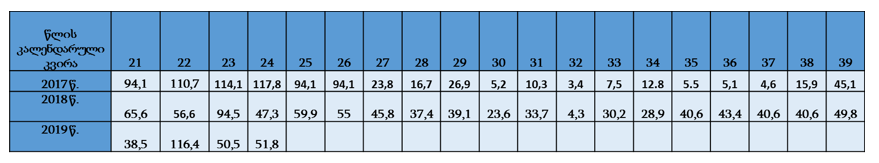 წლის
კალენდარული
კვირა 21 22 23 24 25 26 27 28 29 30 31 32 33 34 35 36 37 38 39
2017წ. 94,1 110,7 114,1 117,8 94,1 94,1 23,8 16,7 26,9 5,2 10,3 3,4 7,5 12.8 5.5 5,1 4,6 15,9 45,1
2018წ. 65,6 56,6 94,5 47,3 59,9 55 45,8 37,4 39,1 23,6 33,7 4,3 30,2 28,9 40,6 43,4 40,6 40,6 49,8
2019წ. 38,5 116,4 50,5 51,8